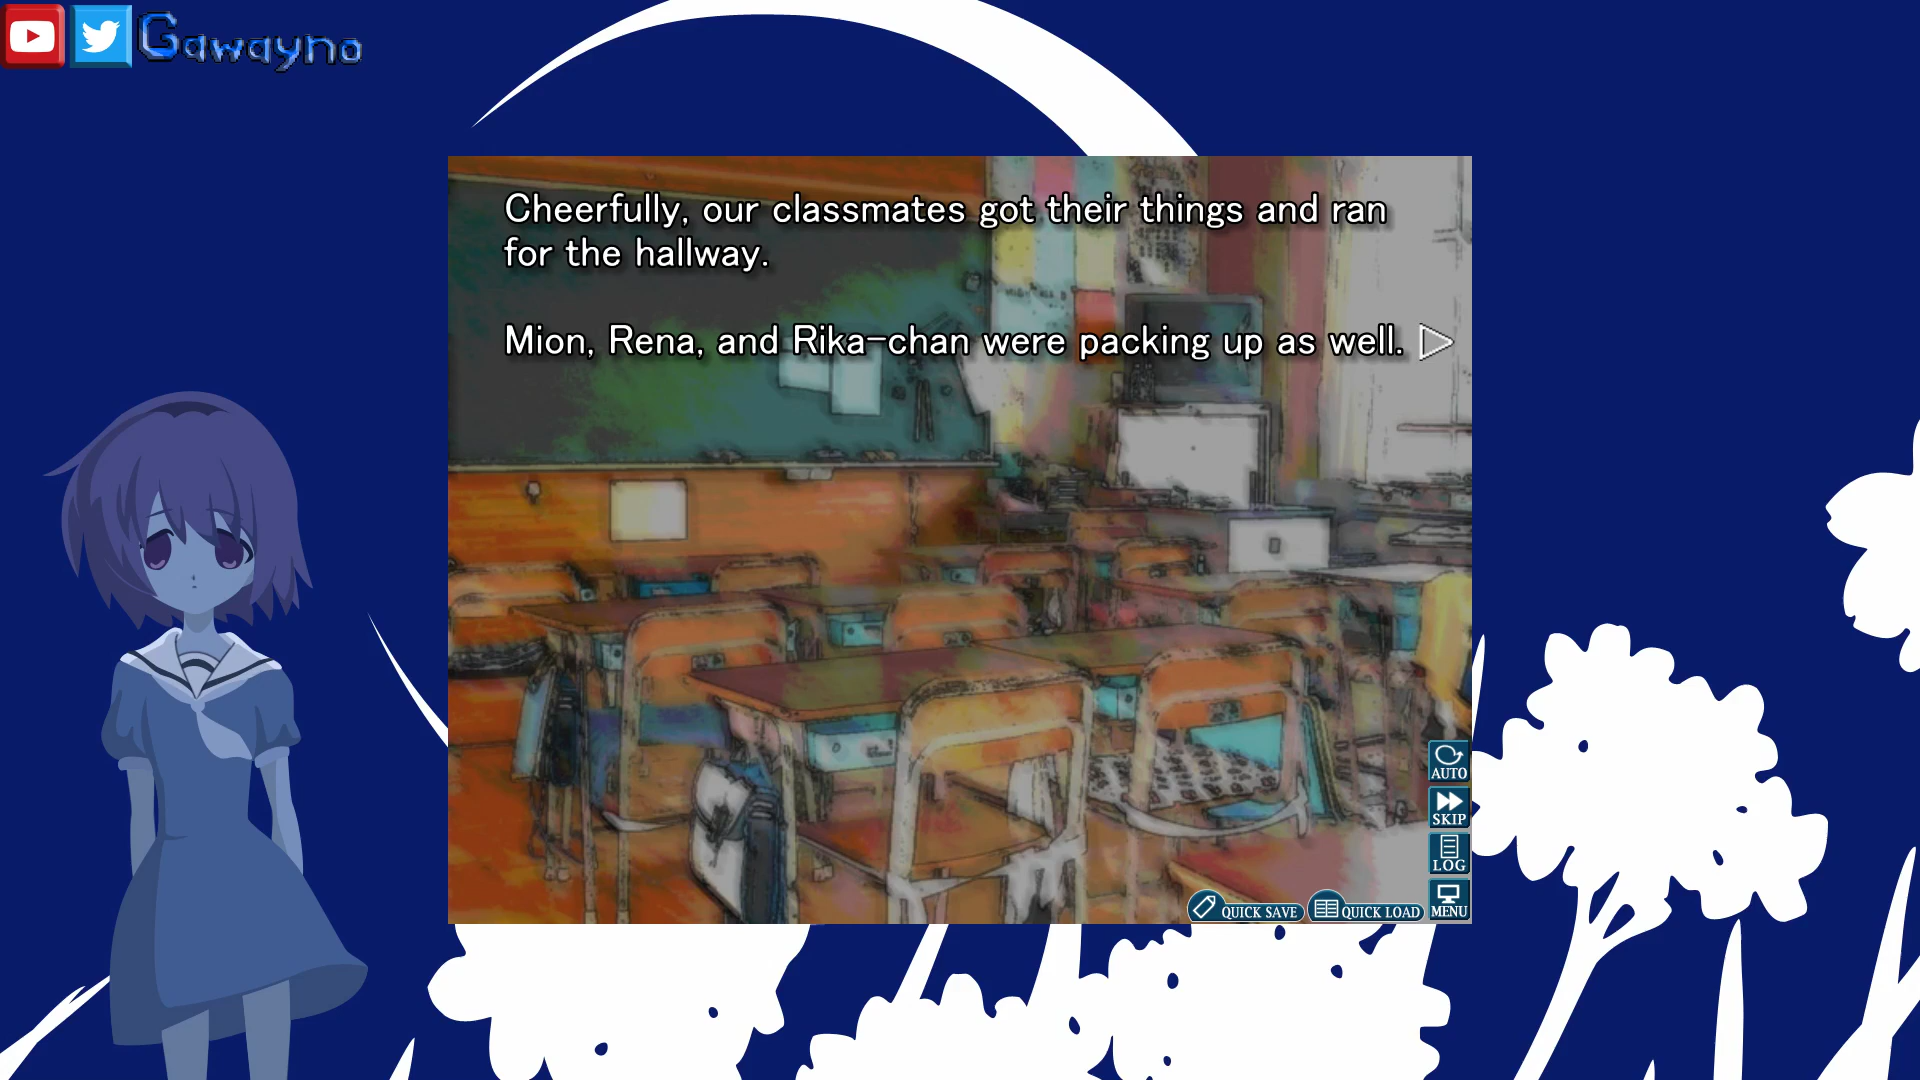 Gawayno
Cheerfully, our classmates got their things and ran
for the hallway.
Mion, Rena, and Rika-chan were packing up as well.
AUTO
SKIP
LOG
MENU
QUICK SAVE
QUICK LOAD